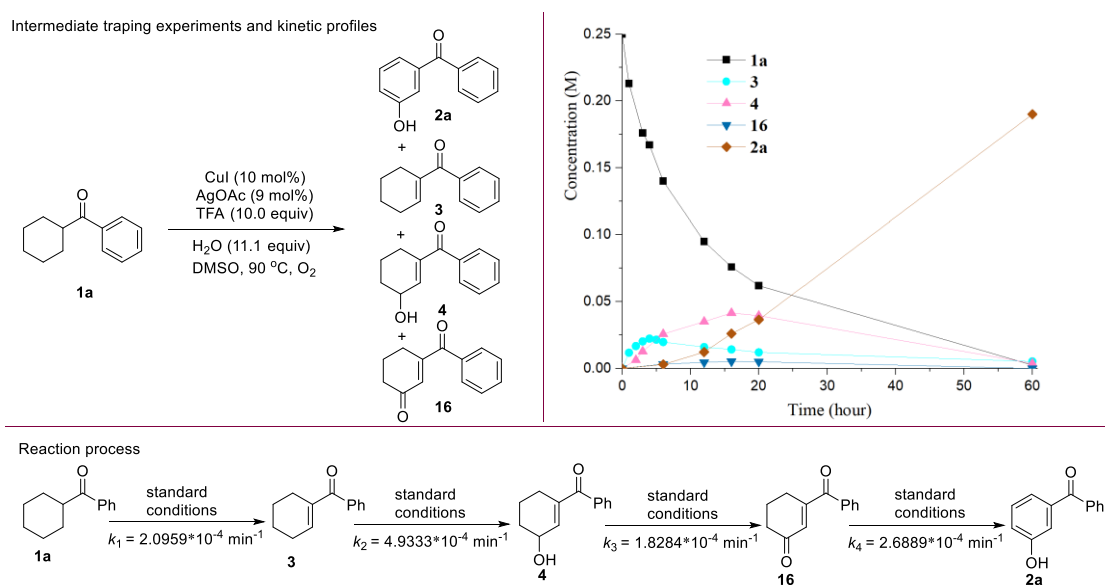 Intermediate traping experiments and kinetic profiles
CuI (10 mol%)
AgOAc (9 mol%)
TFA (10.0 equiv)
H2O (11.1 equiv)
DMSO, 90 oC, O2
O
1a
O
OH
2a
+
O
3
+
O
OH
4
+
O
O
16
0.25
0.20
0.15
0.10
0.05
0.00
Concentration (M)
1a
3
4
16
2a
0 10 20 30 40 50 60
Time (hour)
Reaction process
O
Ph
1a
standard
conditions
k1 = 2.0959*10-4 min-1
O
Ph
3
standard
conditions
k2 = 4.9333*10-4 min-1
O
Ph
OH
4
standard
conditions
k3 = 1.8284*10-4 min-1
O
Ph
O
16
standard
conditions
k4 = 2.6889*10-4 min-1
O
Ph
OH
2a